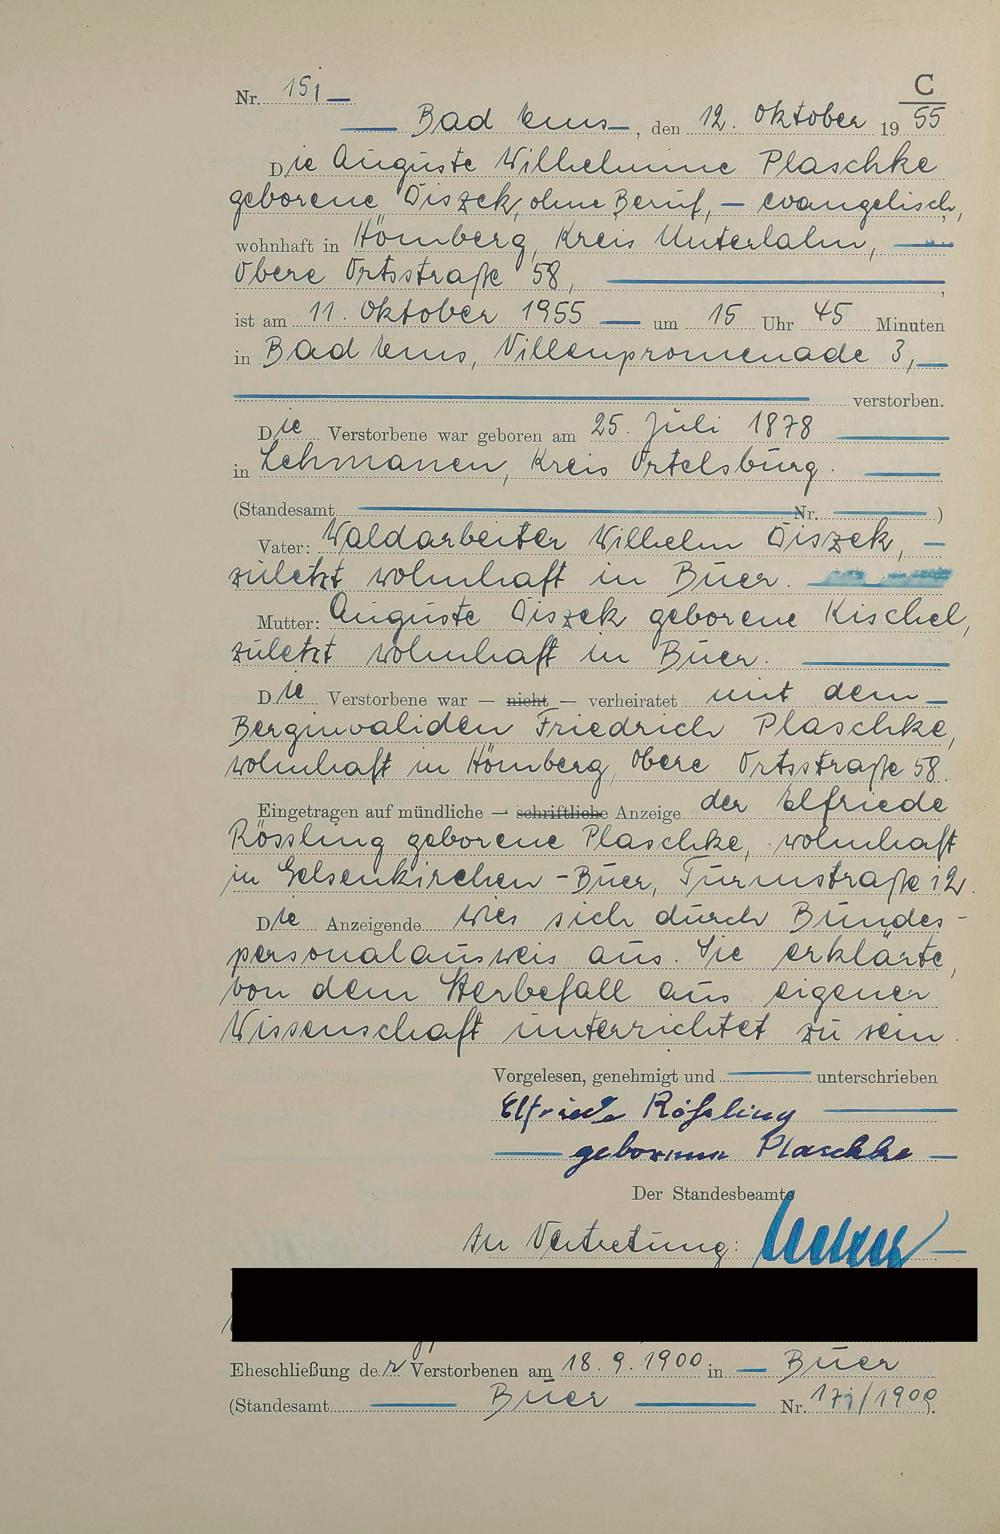 C
Nr. 151
Bad Ems, den 12. Oktober 1955
Die Auguste Wilhelmine Plaschke
geborene Diszek, ohne Beruf, — evangelisch,
wohnhaft in Hömberg, Kreis Unterlahn, —
Obere Ortsstraße 58,
ist am 11. Oktober 1955 — um 15 Uhr 45 Minuten
in Bad Ems, Villenpromenade 3, —
verstorben.
Die Verstorbene war geboren am 25. Juli 1878
in Lehmanen, Kreis Ortelsburg.
(Standesamt Nr. )
Vater: Waldarbeiter Wilhelm Diszek, —
zuletzt wohnhaft in Buer.
Mutter: Auguste Diszek geborene Kischel,
zuletzt wohnhaft in Buer.
Die Verstorbene war — nicht — verheiratet mit dem —
Berginvaliden Friedrich Plaschke,
wohnhaft in Hömberg, Obere Ortsstraße 58.
Eingetragen auf mündliche — schriftliche Anzeige der Elfriede
Rössling geborene Plaschke, wohnhaft
in Gelsenkirchen-Buer, Turmstraße 12.
Die Anzeigende wies sich durch Bundes-
personalausweis aus. Sie erklärte,
von dem Sterbefall aus eigener
Wissenschaft unterrichtet zu sein.
Vorgelesen, genehmigt und unterschrieben
Elfriede Rößling
geborene Plaschke
Der Standesbeamte
In Vertretung:
Eheschließung der Verstorbenen am 18.9.1900 in — Buer
(Standesamt Buer Nr. 171/1900).